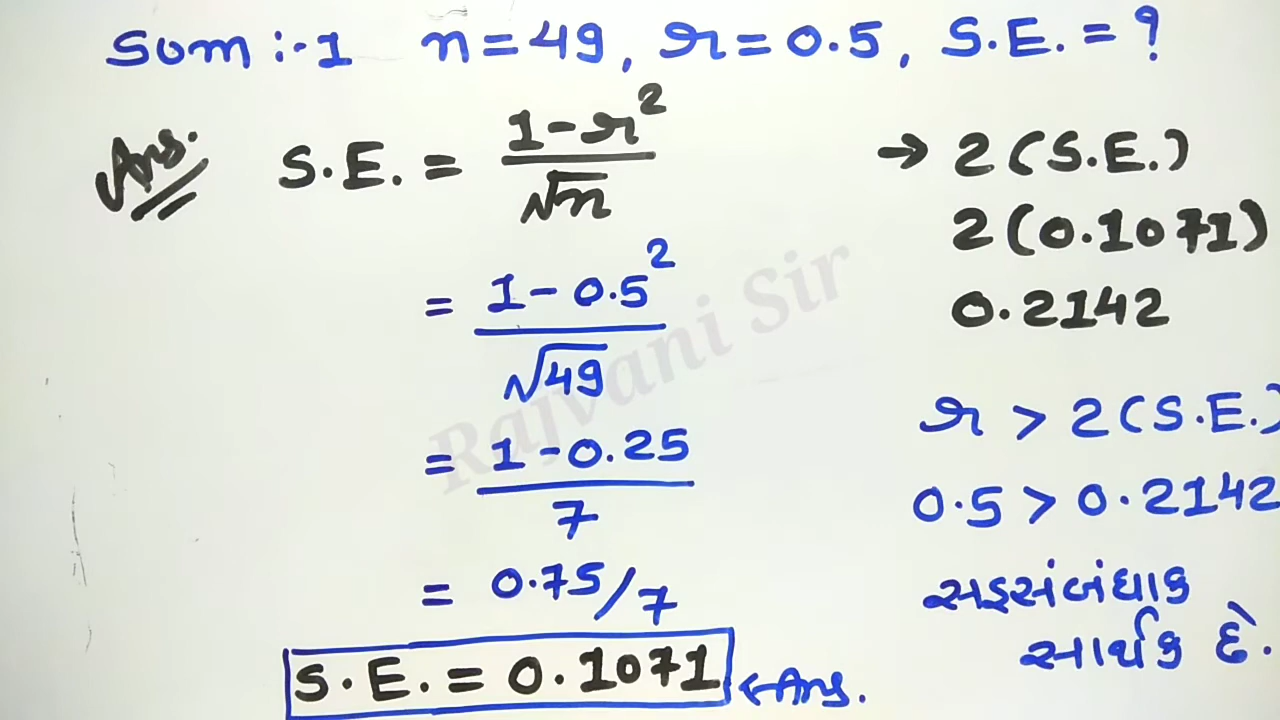 Sum :- 1 n = 49, r = 0.5, S.E. = ?
Ans. S.E. = 1 - r² / √n
= 1 - 0.5² / √49
= 1 - 0.25 / 7
= 0.75/7
S.E. = 0.1071 ← Ans.
→ 2 (S.E.)
2 (0.1071)
0.2142
r > 2 (S.E.)
0.5 > 0.2142
સહસંબંધાક
સાર્થક છે.
Rajvani Sir